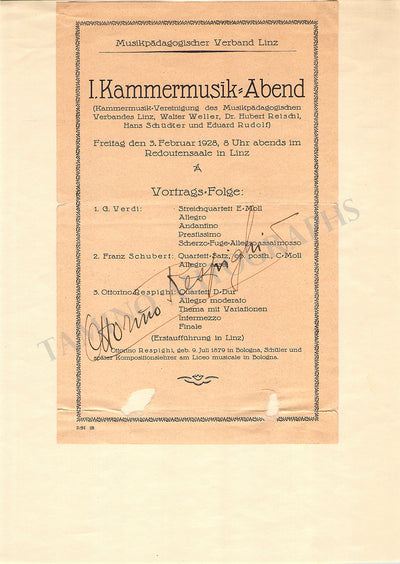 Musikpädagogischer Verband Linz
I. Kammermusik-Abend
(Kammermusik-Vereinigung des Musikpädagogischen
Verbandes Linz, Walter Weller, Dr. Hubert Reischl,
Hans Schudter und Eduard Rudolf)
Freitag den 3. Februar 1928, 8 Uhr abends im
Redoutensaale in Linz
Vortrags-Folge:
1. G. Verdi: Streichquartett E-Moll
Allegro
Andantino
Prestissimo
Scherzo-Fuge-Allegro assai mosso
2. Franz Schubert: Quartett-Satz, op. posth., C-Moll
Allegro assai
3. Ottorino Respighi: Quartett D-Dur
Allegro moderato
Thema mit Variationen
Intermezzo
Finale
(Erstaufführung in Linz)
Ottorino Respighi, geb. 9. Juli 1879 in Bologna, Schüler und
später Kompositionslehrer am Liceo musicale in Bologna.
Ottorino Respighi
TAMINO AUTOGRAPHS